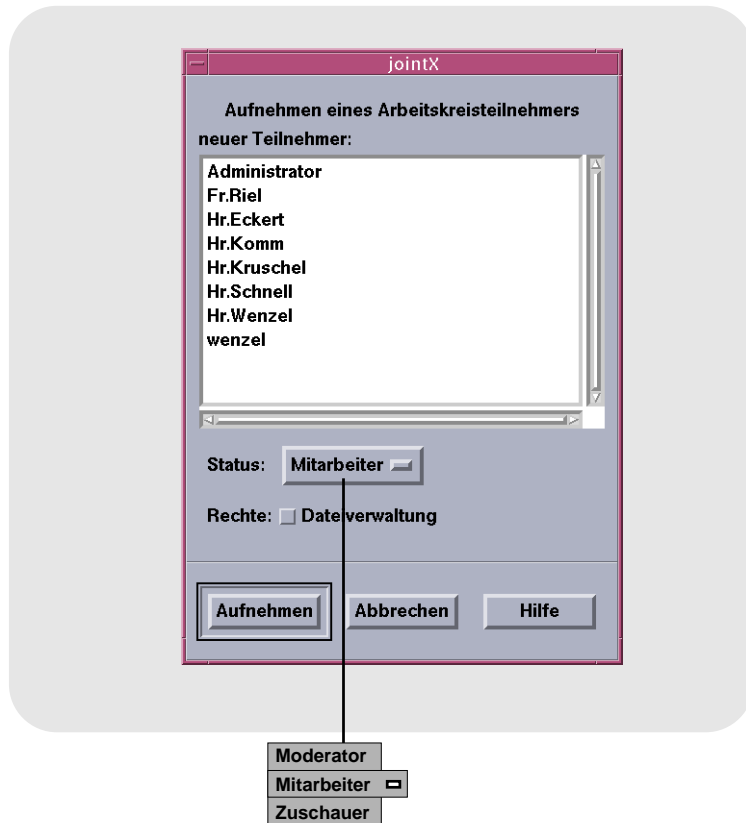 jointX
Aufnehmen eines Arbeitskreisteilnehmers
neuer Teilnehmer:
Administrator
Fr.Riel
Hr.Eckert
Hr.Komm
Hr.Kruschel
Hr.Schnell
Hr.Wenzel
wenzel
Status: Mitarbeiter
Rechte: Dateiverwaltung
Aufnehmen Abbrechen Hilfe
Moderator
Mitarbeiter
Zuschauer